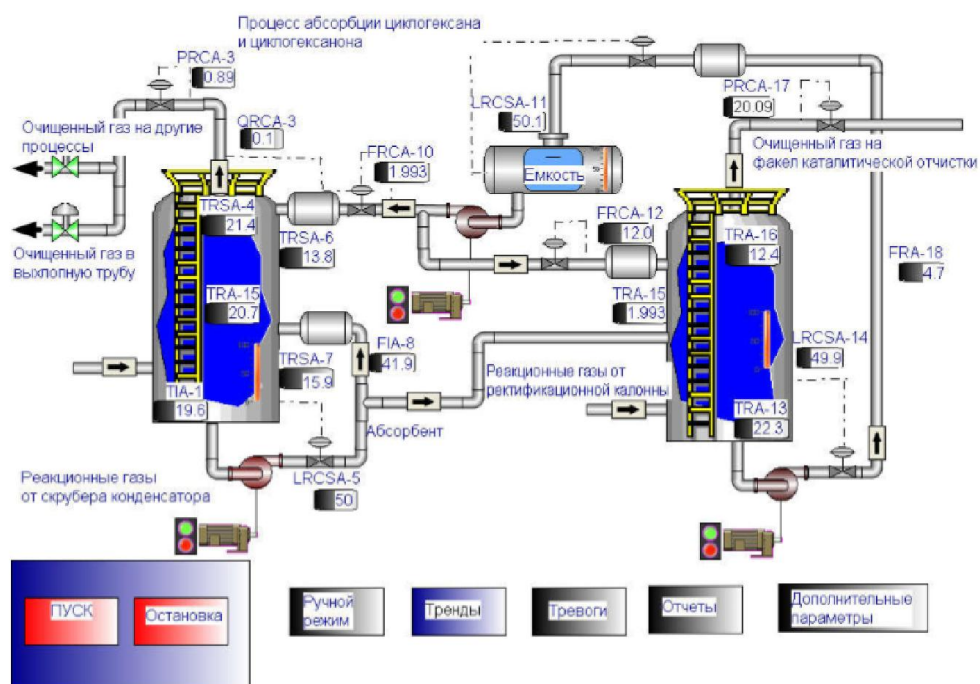 Процесс абсорбции циклогексана
и циклогексанона
PRCA-3
0.89
QRCA-3
0.1
Очищенный газ на другие
процессы
Очищенный газ в
выхлопную трубу
FRCA-10
1.993
LRCSA-11
50.1
Емкость
PRCA-17
20.09
Очищенный газ на
факел каталитической отчистки
TRSA-4
21.4
TRSA-6
13.8
FRCA-12
12.0
TRA-16
12.4
FRA-18
4.7
TRA-15
20.7
TRA-15
1.993
FIA-8
41.9
LRCSA-14
49.9
TRSA-7
15.9
TIA-1
19.6
Реакционные газы от
ректификационной калонны
TRA-13
22.3
Абсорбент
LRCSA-5
50
Реакционные газы
от скрубера конденсатора
ПУСК
Остановка
Ручной
режим
Тренды
Тревоги
Отчеты
Дополнительные
параметры